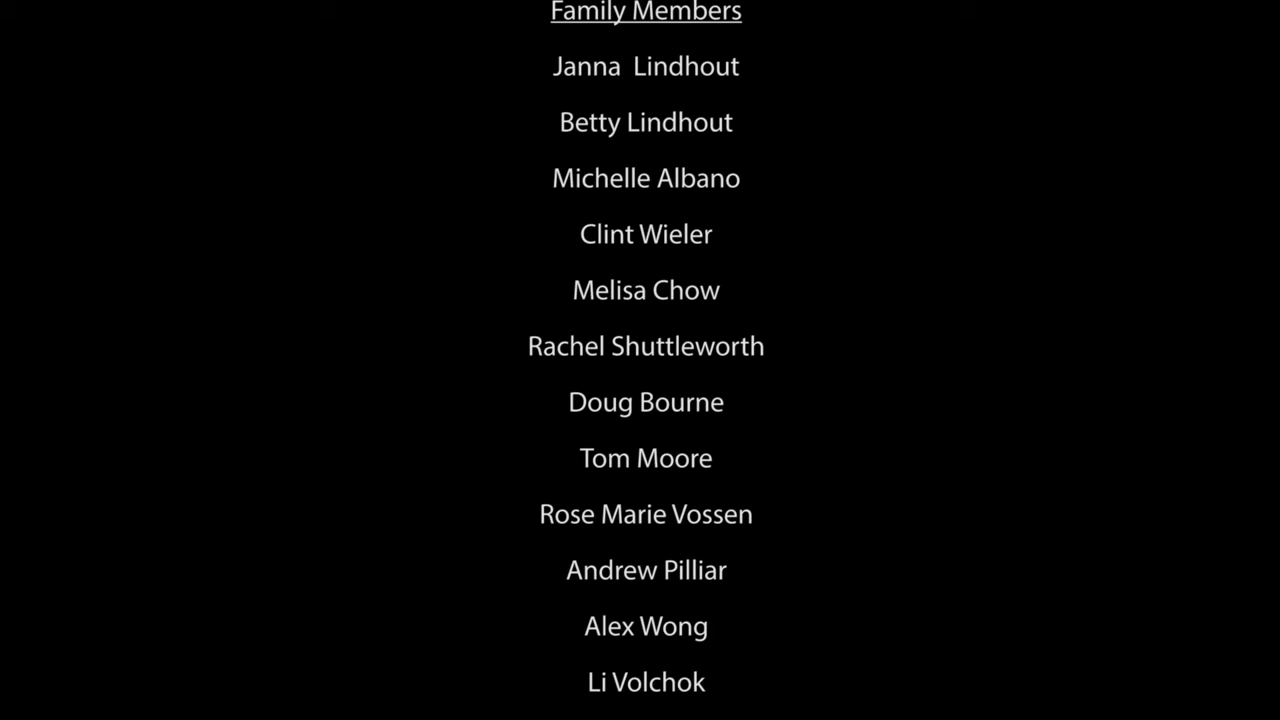 Family Members
Janna  Lindhout
Betty Lindhout
Michelle Albano
Clint Wieler
Melisa Chow
Rachel Shuttleworth
Doug Bourne
Tom Moore
Rose Marie Vossen
Andrew Pilliar
Alex Wong
Li Volchok